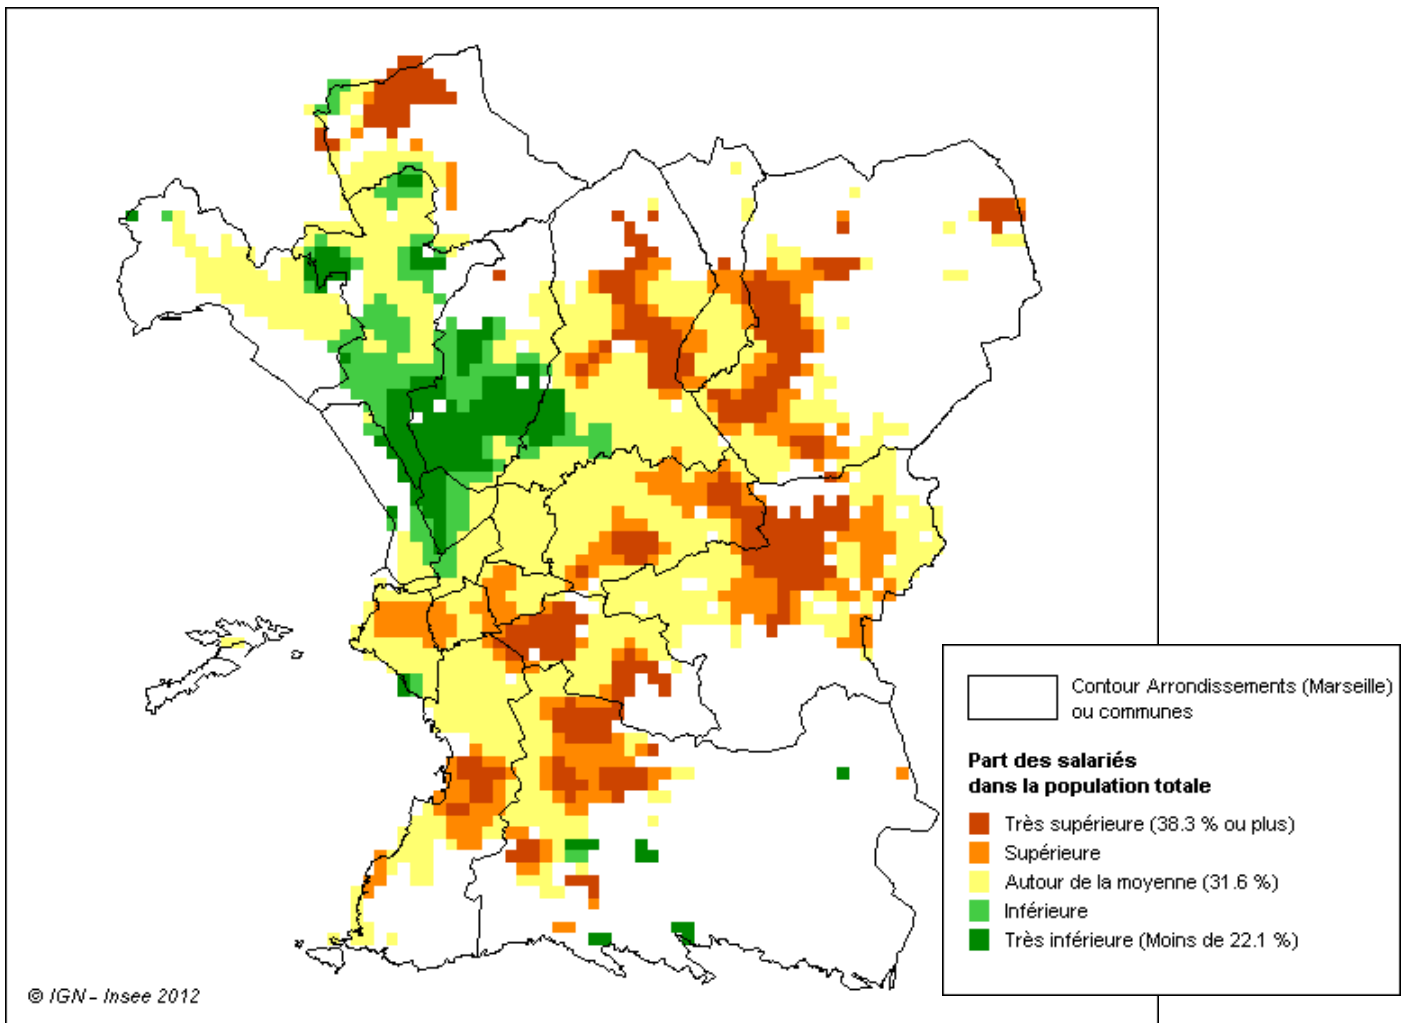 Contour Arrondissements (Marseille)
ou communes
Part des salariés
dans la population totale
Très supérieure (38.3 % ou plus)
Supérieure
Autour de la moyenne (31.6 %)
Inférieure
Très inférieure (Moins de 22.1 %)
© IGN - Insee 2012